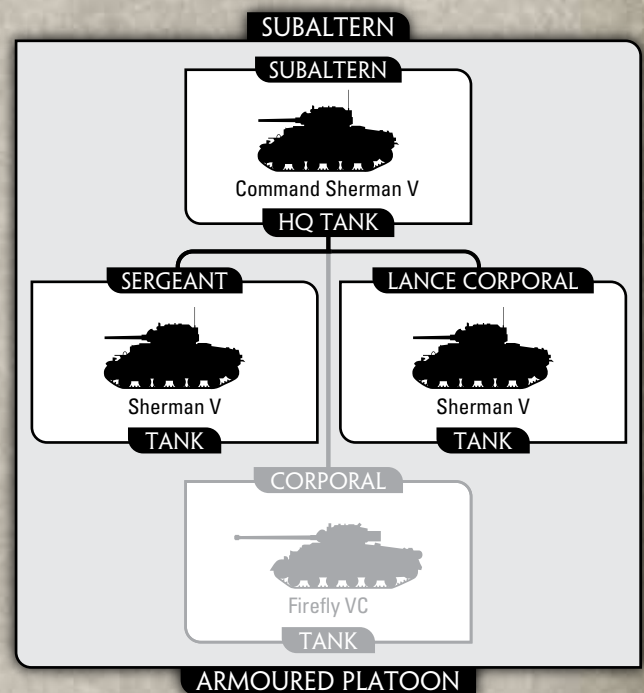 SUBALTERN
SUBALTERN
Command Sherman V
HQ TANK
SERGEANT
Sherman V
TANK
LANCE CORPORAL
Sherman V
TANK
CORPORAL
Firefly VC
TANK
ARMOURED PLATOON